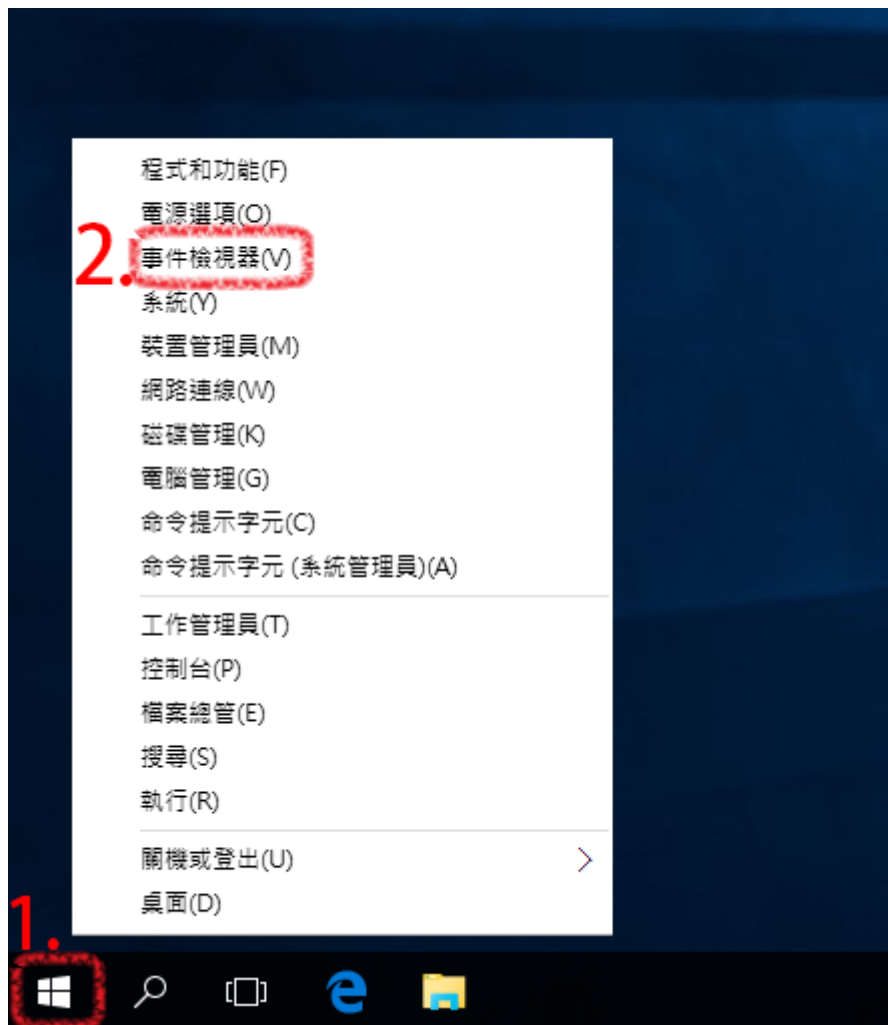 程式和功能(F)
電源選項(O)
2.
事件檢視器(V)
系統(Y)
裝置管理員(M)
網路連線(W)
磁碟管理(K)
電腦管理(G)
命令提示字元(C)
命令提示字元 (系統管理員)(A)
工作管理員(T)
控制台(P)
檔案總管(E)
搜尋(S)
執行(R)
關機或登出(U)
桌面(D)
1.